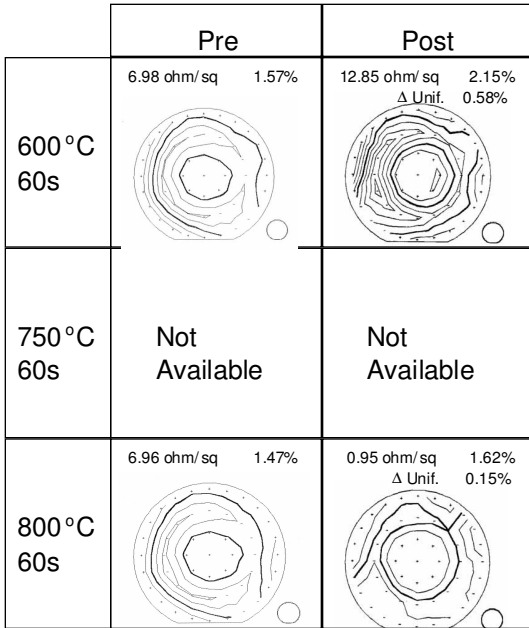 Pre Post
600 °C
60s
6.98 ohm/sq 1.57%
12.85 ohm/sq 2.15%
Δ Unif. 0.58%
750 °C
60s
Not
Available
Not
Available
800 °C
60s
6.96 ohm/sq 1.47%
0.95 ohm/sq 1.62%
Δ Unif. 0.15%